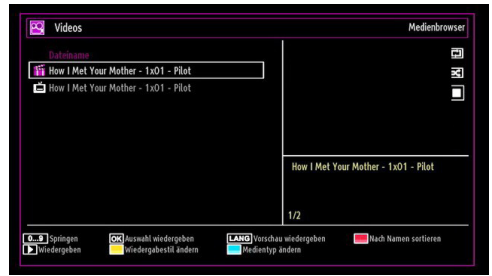 Videos
Medienbrowser
Dateiname
How I Met Your Mother - 1x01 - Pilot
How I Met Your Mother - 1x01 - Pilot
How I Met Your Mother - 1x01 - Pilot
1/2
0...9 Springen
OK Auswahl wiedergeben
LANG Vorschau wiedergeben
Nach Namen sortieren
Wiedergeben
Wiedergabestil ändern
Medientyp ändern